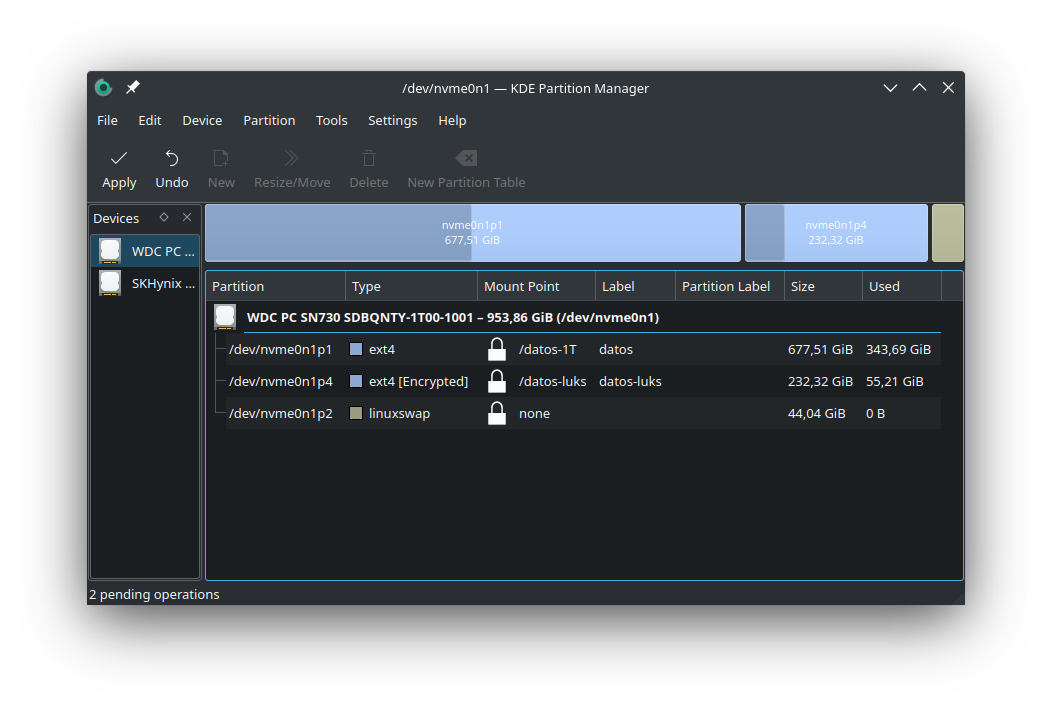 /dev/nvme0n1 — KDE Partition Manager
File Edit Device Partition Tools Settings Help
Apply Undo New Resize/Move Delete New Partition Table
Devices
WDC PC ...
SKHynix ...
nvme0n1p1
677,51 GiB
nvme0n1p4
232,32 GiB
Partition Type Mount Point Label Partition Label Size Used
WDC PC SN730 SDBQNTY-1T00-1001 – 953,86 GiB (/dev/nvme0n1)
/dev/nvme0n1p1 ext4 /datos-1T datos 677,51 GiB 343,69 GiB
/dev/nvme0n1p4 ext4 [Encrypted] /datos-luks datos-luks 232,32 GiB 55,21 GiB
/dev/nvme0n1p2 linuxswap none 44,04 GiB 0 B
2 pending operations